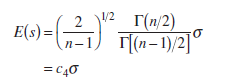 E(s) = (2/(n−1))^{1/2} Γ(n/2)/Γ[(n−1)/2] σ
= c₄σ